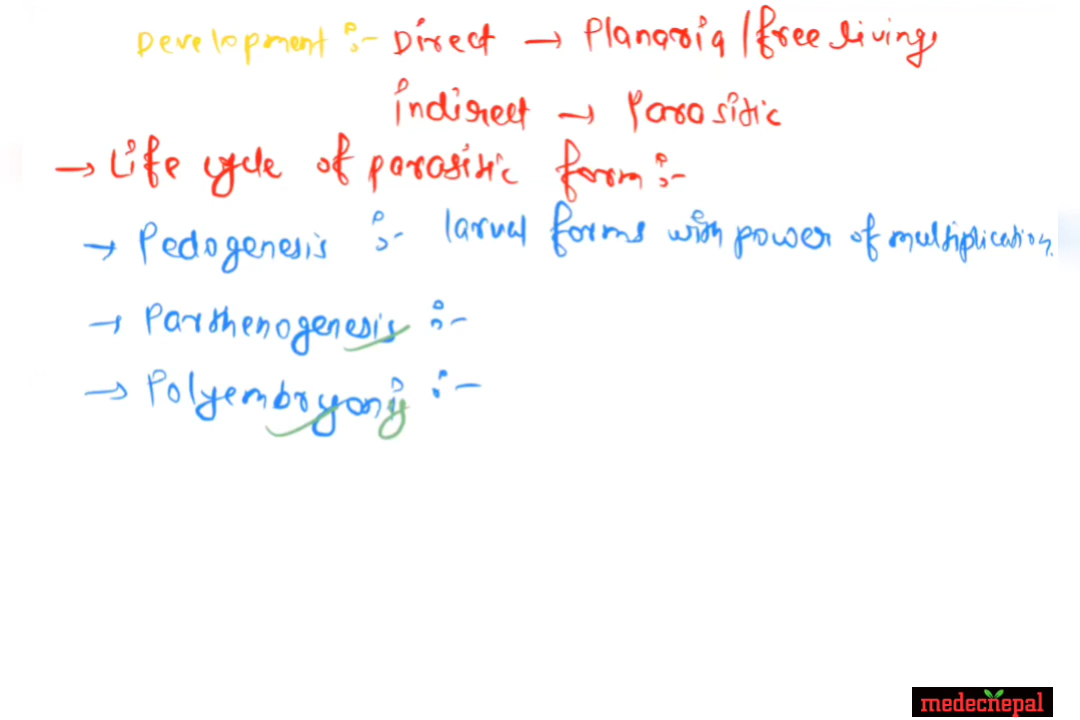 Development :- Direct → Planaria / free living
indirect → Parasitic
→ Life cycle of parasitic form :-
→ Pedogenesis :- larval forms with power of multiplication.
→ Parthenogenesis :-
→ Polyembryony :-
medecnepal